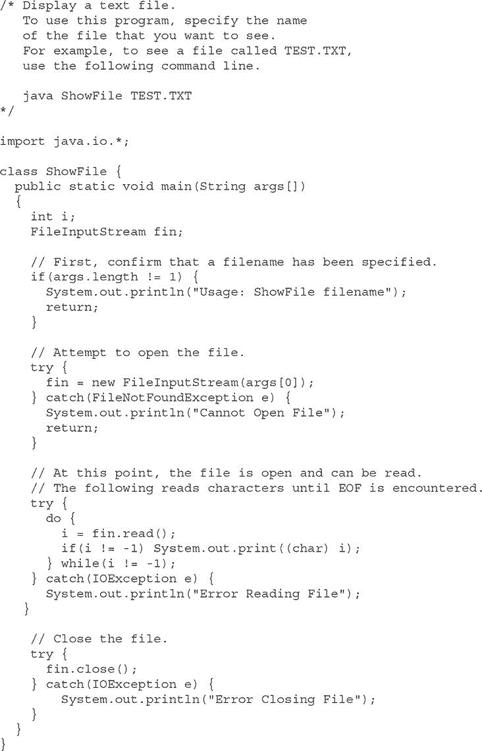 /* Display a text file.
   To use this program, specify the name
   of the file that you want to see.
   For example, to see a file called TEST.TXT,
   use the following command line.

   java ShowFile TEST.TXT
*/

import java.io.*;

class ShowFile {
  public static void main(String args[])
  {
    int i;
    FileInputStream fin;

    // First, confirm that a filename has been specified.
    if(args.length != 1) {
      System.out.println("Usage: ShowFile filename");
      return;
    }

    // Attempt to open the file.
    try {
      fin = new FileInputStream(args[0]);
    } catch(FileNotFoundException e) {
      System.out.println("Cannot Open File");
      return;
    }

    // At this point, the file is open and can be read.
    // The following reads characters until EOF is encountered.
    try {
      do {
        i = fin.read();
        if(i != -1) System.out.print((char) i);
      } while(i != -1);
    } catch(IOException e) {
      System.out.println("Error Reading File");
   }

    // Close the file.
    try {
      fin.close();
    } catch(IOException e) {
        System.out.println("Error Closing File");
    }
  }
}